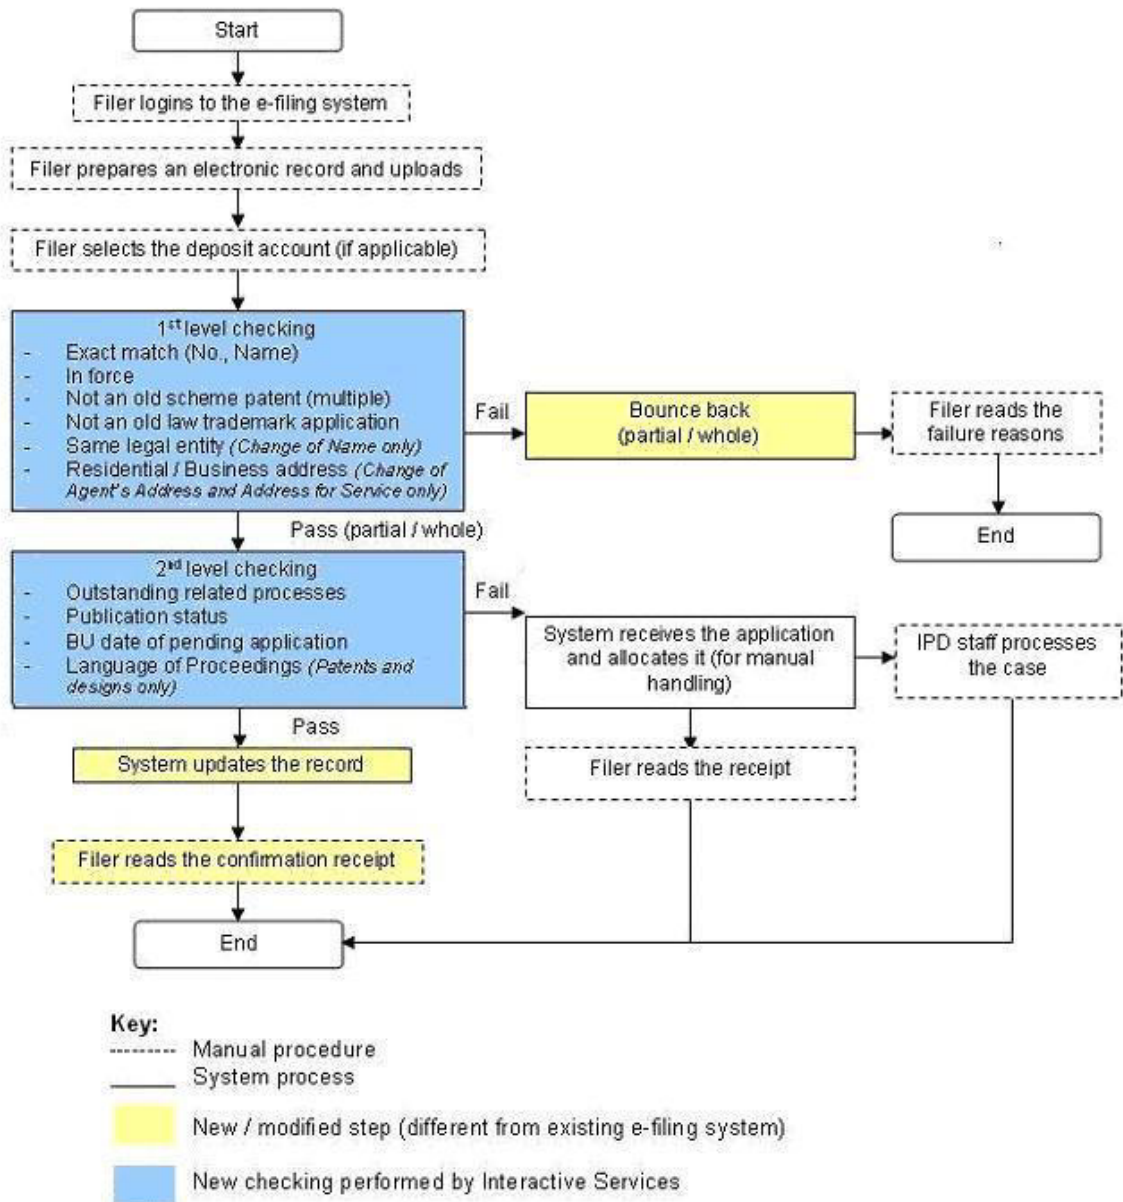 Start
Filer logins to the e-filing system
Filer prepares an electronic record and uploads
Filer selects the deposit account (if applicable)
1st level checking
- Exact match (No., Name)
- In force
- Not an old scheme patent (multiple)
- Not an old law trademark application
- Same legal entity (Change of Name only)
- Residential / Business address (Change of
Agent's Address and Address for Service only)
Fail
Bounce back
(partial / whole)
Filer reads the
failure reasons
End
Pass (partial / whole)
2nd level checking
- Outstanding related processes
- Publication status
- BU date of pending application
- Language of Proceedings (Patents and
designs only)
Fail
System receives the application
and allocates it (for manual
handling)
IPD staff processes
the case
Pass
System updates the record
Filer reads the receipt
Filer reads the confirmation receipt
End
Key:
Manual procedure
System process
New / modified step (different from existing e-filing system)
New checking performed by Interactive Services